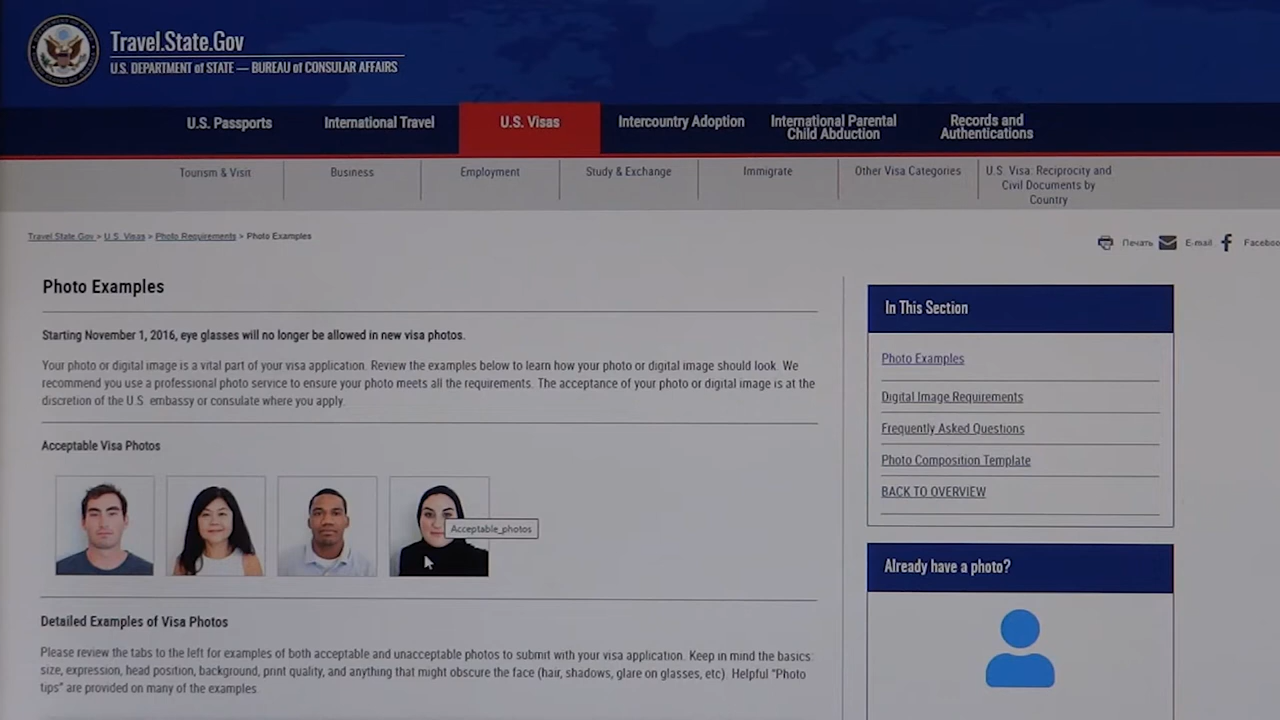 Travel.State.Gov
U.S. DEPARTMENT of STATE — BUREAU of CONSULAR AFFAIRS
U.S. Passports
International Travel
U.S. Visas
Intercountry Adoption
International Parental
Child Abduction
Records and
Authentications
Tourism & Visit
Business
Employment
Study & Exchange
Immigrate
Other Visa Categories
U.S. Visa: Reciprocity and
Civil Documents by
Country
Travel.State.Gov > U.S. Visas > Photo Requirements > Photo Examples
Печать
E-mail
Faceboo
Photo Examples
Starting November 1, 2016, eye glasses will no longer be allowed in new visa photos.
Your photo or digital image is a vital part of your visa application. Review the examples below to learn how your photo or digital image should look. We
recommend you use a professional photo service to ensure your photo meets all the requirements. The acceptance of your photo or digital image is at the
discretion of the U.S. embassy or consulate where you apply.
Acceptable Visa Photos
Acceptable_photos
Detailed Examples of Visa Photos
Please review the tabs to the left for examples of both acceptable and unacceptable photos to submit with your visa application. Keep in mind the basics:
size, expression, head position, background, print quality, and anything that might obscure the face (hair, shadows, glare on glasses, etc). Helpful "Photo
tips" are provided on many of the examples.
In This Section
Photo Examples
Digital Image Requirements
Frequently Asked Questions
Photo Composition Template
BACK TO OVERVIEW
Already have a photo?